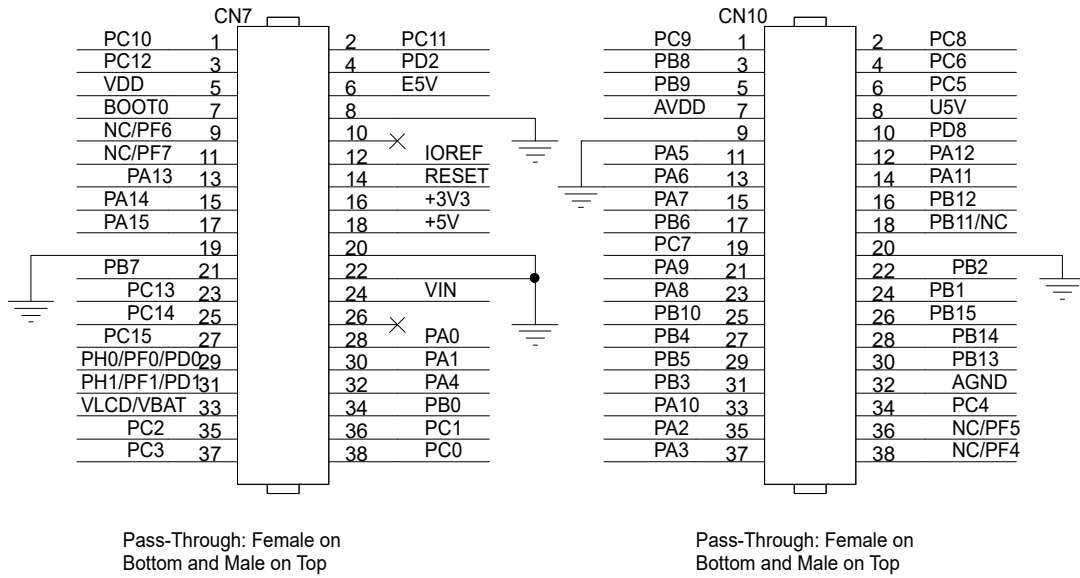 CN7 CN10
PC10 1 2 PC11 PC9 1 2 PC8
PC12 3 4 PD2 PB8 3 4 PC6
VDD 5 6 E5V PB9 5 6 PC5
BOOT0 7 8 AVDD 7 8 U5V
NC/PF6 9 10 9 10 PD8
NC/PF7 11 12 IOREF PA5 11 12 PA12
PA13 13 14 RESET PA6 13 14 PA11
PA14 15 16 +3V3 PA7 15 16 PB12
PA15 17 18 +5V PB6 17 18 PB11/NC
19 20 PC7 19 20
PB7 21 22 PA9 21 22 PB2
PC13 23 24 VIN PA8 23 24 PB1
PC14 25 26 PB10 25 26 PB15
PC15 27 28 PA0 PB4 27 28 PB14
PH0/PF0/PD0 29 30 PA1 PB5 29 30 PB13
PH1/PF1/PD1 31 32 PA4 PB3 31 32 AGND
VLCD/VBAT 33 34 PB0 PA10 33 34 PC4
PC2 35 36 PC1 PA2 35 36 NC/PF5
PC3 37 38 PC0 PA3 37 38 NC/PF4
Pass-Through: Female on
Bottom and Male on Top
Pass-Through: Female on
Bottom and Male on Top